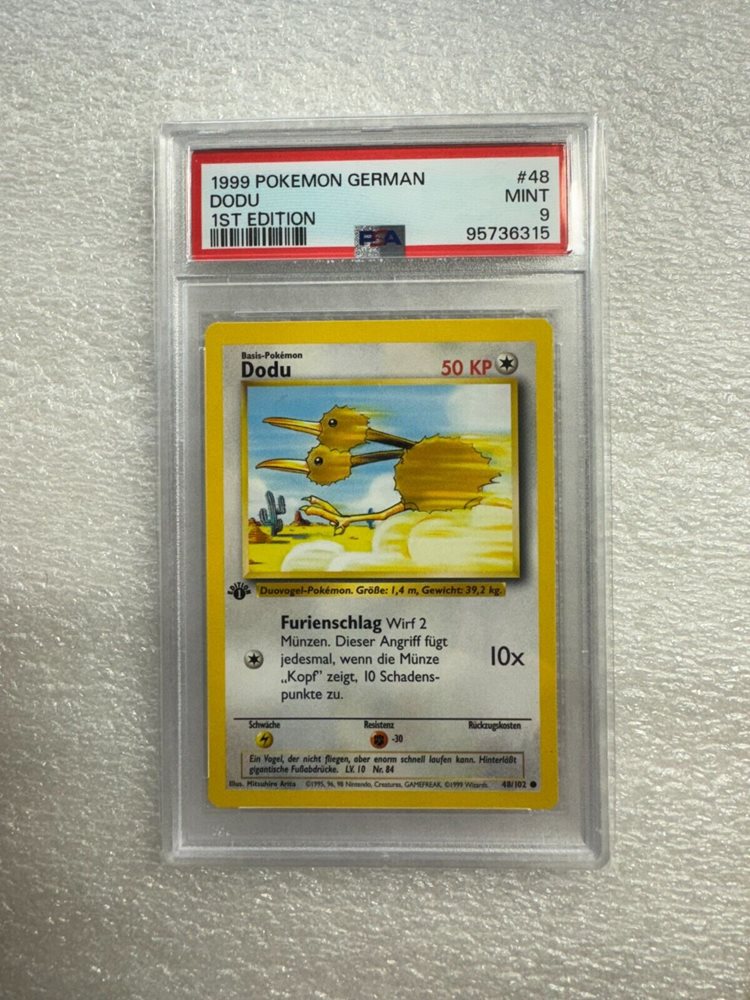 1999 POKEMON GERMAN #48
DODU MINT
1ST EDITION 9
PSA 95736315
Basis-Pokémon
Dodu 50 KP
EDITION 1
Duovogel-Pokémon. Größe: 1,4 m, Gewicht: 39,2 kg.
Furienschlag Wirf 2
Münzen. Dieser Angriff fügt
jedesmal, wenn die Münze 10x
„Kopf" zeigt, 10 Schadens-
punkte zu.
Schwäche Resistenz Rückzugskosten
-30
Ein Vogel, der nicht fliegen, aber enorm schnell laufen kann. Hinterläßt
gigantische Fußabdrücke. LV. 10 Nr. 84
Illus. Mitsuhiro Arita ©1995, 96, 98 Nintendo, Creatures, GAMEFREAK. ©1999 Wizards. 48/102